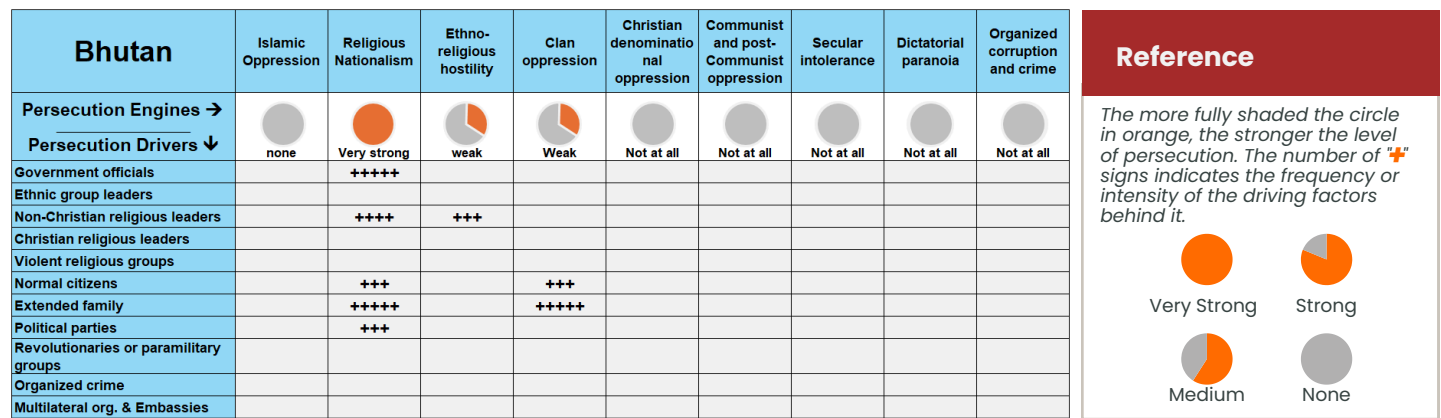 Bhutan
Islamic
Oppression
Religious
Nationalism
Ethno-
religious
hostility
Clan
oppression
Christian
denominatio
nal
oppression
Communist
and post-
Communist
oppression
Secular
intolerance
Dictatorial
paranoia
Organized
corruption
and crime
Persecution Engines →
Persecution Drivers ↓
none
Very strong
weak
Weak
Not at all
Not at all
Not at all
Not at all
Not at all
Government officials +++++
Ethnic group leaders
Non-Christian religious leaders ++++ +++
Christian religious leaders
Violent religious groups
Normal citizens +++ +++
Extended family +++++ +++++
Political parties +++
Revolutionaries or paramilitary
groups
Organized crime
Multilateral org. & Embassies
Reference
The more fully shaded the circle
in orange, the stronger the level
of persecution. The number of "+"
signs indicates the frequency or
intensity of the driving factors
behind it.
Very Strong
Strong
Medium
None